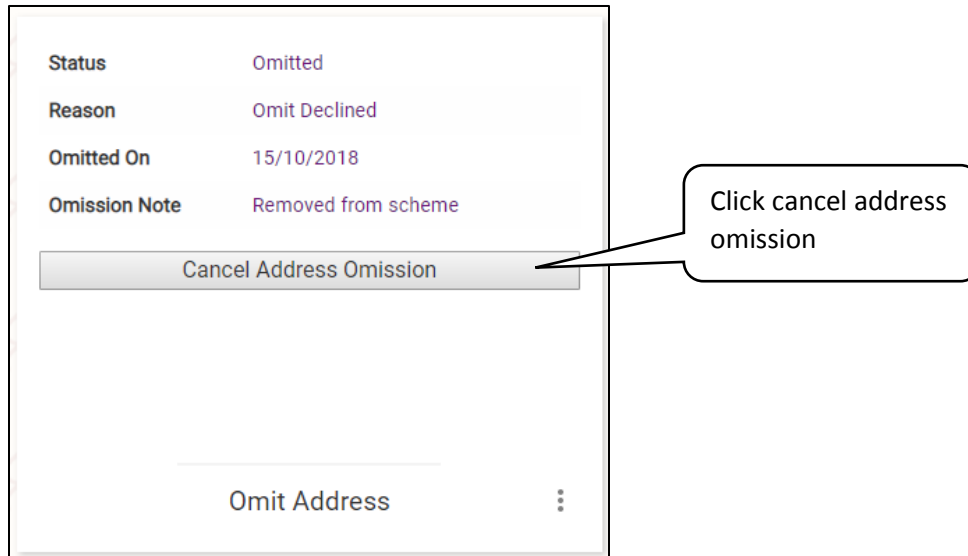 Status Omitted
Reason Omit Declined
Omitted On 15/10/2018
Omission Note Removed from scheme
Cancel Address Omission
Click cancel address
omission
Omit Address